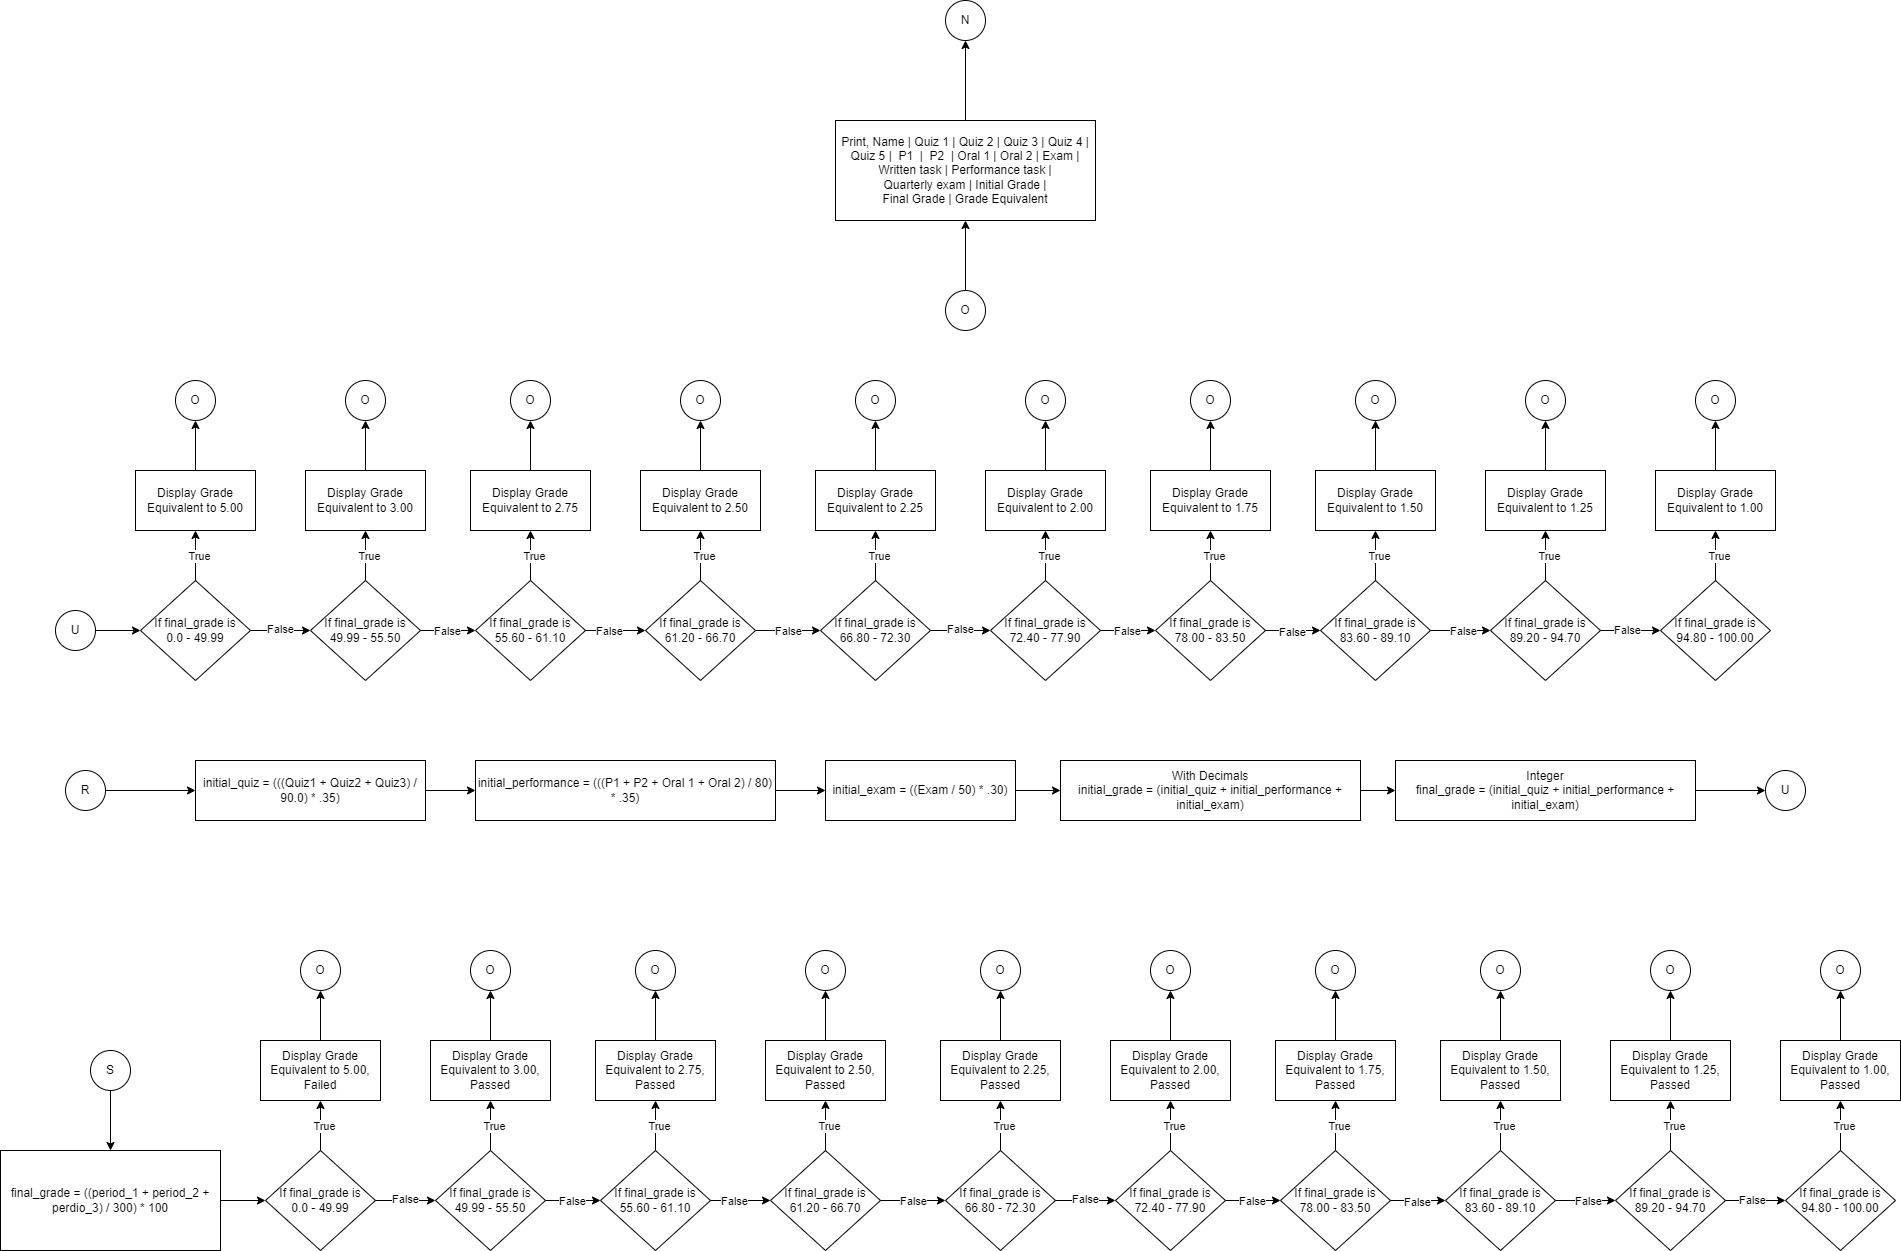 N
Print, Name | Quiz 1 | Quiz 2 | Quiz 3 | Quiz 4 |
Quiz 5 | P1 | P2 | Oral 1 | Oral 2 | Exam |
Written task | Performance task |
Quarterly exam | Initial Grade |
Final Grade | Grade Equivalent
O
O
O
O
O
O
O
O
O
O
O
Display Grade
Equivalent to 5.00
Display Grade
Equivalent to 3.00
Display Grade
Equivalent to 2.75
Display Grade
Equivalent to 2.50
Display Grade
Equivalent to 2.25
Display Grade
Equivalent to 2.00
Display Grade
Equivalent to 1.75
Display Grade
Equivalent to 1.50
Display Grade
Equivalent to 1.25
Display Grade
Equivalent to 1.00
True
True
True
True
True
True
True
True
True
True
U
If final_grade is
0.0 - 49.99
False
If final_grade is
49.99 - 55.50
False
If final_grade is
55.60 - 61.10
False
If final_grade is
61.20 - 66.70
False
If final_grade is
66.80 - 72.30
False
If final_grade is
72.40 - 77.90
False
If final_grade is
78.00 - 83.50
False
If final_grade is
83.60 - 89.10
False
If final_grade is
89.20 - 94.70
False
If final_grade is
94.80 - 100.00
R
initial_quiz = (((Quiz1 + Quiz2 + Quiz3) /
90.0) * .35)
initial_performance = (((P1 + P2 + Oral 1 + Oral 2) / 80)
* .35)
initial_exam = ((Exam / 50) * .30)
With Decimals
initial_grade = (initial_quiz + initial_performance +
initial_exam)
Integer
final_grade = (initial_quiz + initial_performance +
initial_exam)
U
O
O
O
O
O
O
O
O
O
O
S
Display Grade
Equivalent to 5.00,
Failed
Display Grade
Equivalent to 3.00,
Passed
Display Grade
Equivalent to 2.75,
Passed
Display Grade
Equivalent to 2.50,
Passed
Display Grade
Equivalent to 2.25,
Passed
Display Grade
Equivalent to 2.00,
Passed
Display Grade
Equivalent to 1.75,
Passed
Display Grade
Equivalent to 1.50,
Passed
Display Grade
Equivalent to 1.25,
Passed
Display Grade
Equivalent to 1.00,
Passed
True
True
True
True
True
True
True
True
True
True
final_grade = ((period_1 + period_2 +
perdio_3) / 300) * 100
If final_grade is
0.0 - 49.99
False
If final_grade is
49.99 - 55.50
False
If final_grade is
55.60 - 61.10
False
If final_grade is
61.20 - 66.70
False
If final_grade is
66.80 - 72.30
False
If final_grade is
72.40 - 77.90
False
If final_grade is
78.00 - 83.50
False
If final_grade is
83.60 - 89.10
False
If final_grade is
89.20 - 94.70
False
If final_grade is
94.80 - 100.00